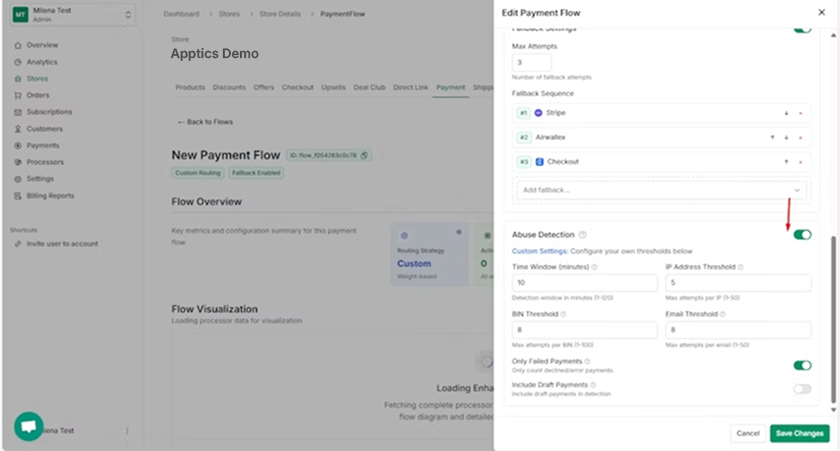 MT
Milena Test
Admin
Overview
Analytics
Stores
Orders
Subscriptions
Customers
Payments
Processors
Settings
Billing Reports
Shortcuts
Invite user to account
Milena Test
Dashboard > Stores > Store Details > PaymentFlow
Store
Apptics Demo
Products Discounts Offers Checkout Upsells Deal Club Direct Link Payment
← Back to Flows
New Payment Flow
Custom Routing Fallback Enabled
Flow Overview
Key metrics and configuration summary for this payment
flow
Routing Strategy
Custom
Weight-based
0
Flow Visualization
Loading processor data for visualization
Loading Enha
Fetching complete processor
flow diagram and detailed
Edit Payment Flow
Fallback Settings
Max Attempts
3
Number of fallback attempts
Fallback Sequence
#1 Stripe
#2 Airwallex
#3 Checkout
Add fallback...
Abuse Detection
Custom Settings: Configure your own thresholds below
Time Window (minutes) IP Address Threshold
10 5
Detection window in minutes (1-120) Max attempts per IP (1-50)
BIN Threshold Email Threshold
8 8
Max attempts per BIN (1-100) Max attempts per email (1-50)
Only Failed Payments
Only count declined/error payments
Include Draft Payments
Include draft payments in detection
Cancel Save Changes